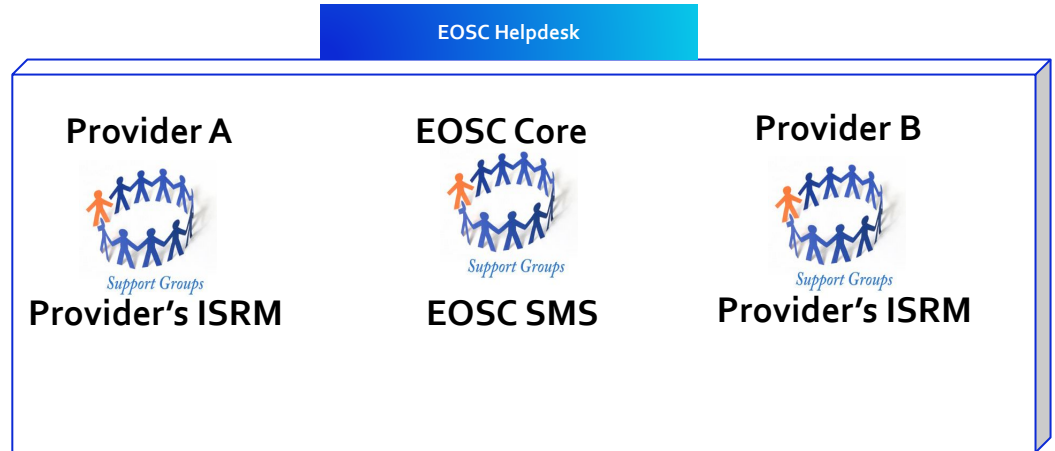 EOSC Helpdesk
Provider A
Support Groups
Provider's ISRM
EOSC Core
Support Groups
EOSC SMS
Provider B
Support Groups
Provider's ISRM